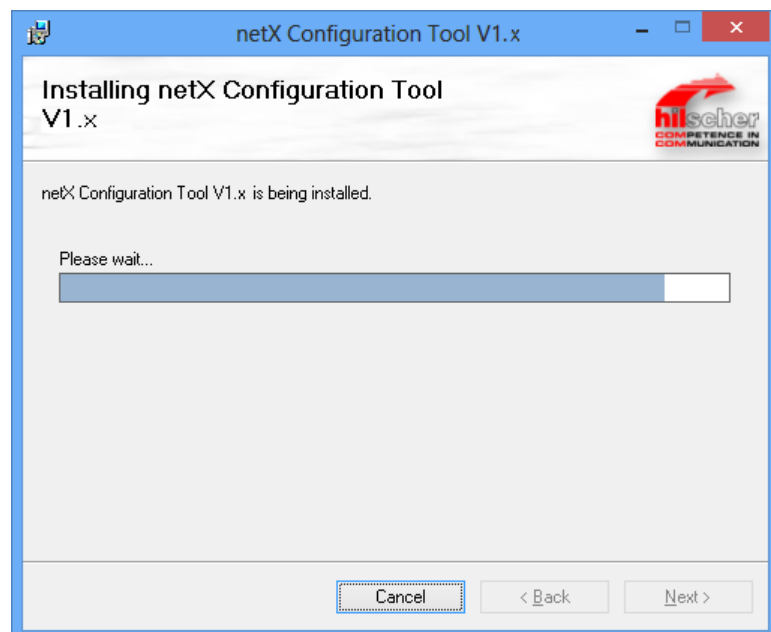 netX Configuration Tool V1.x
Installing netX Configuration Tool
V1.x
hilscher
COMPETENCE IN
COMMUNICATION
netX Configuration Tool V1.x is being installed.
Please wait...
Cancel
< Back
Next >